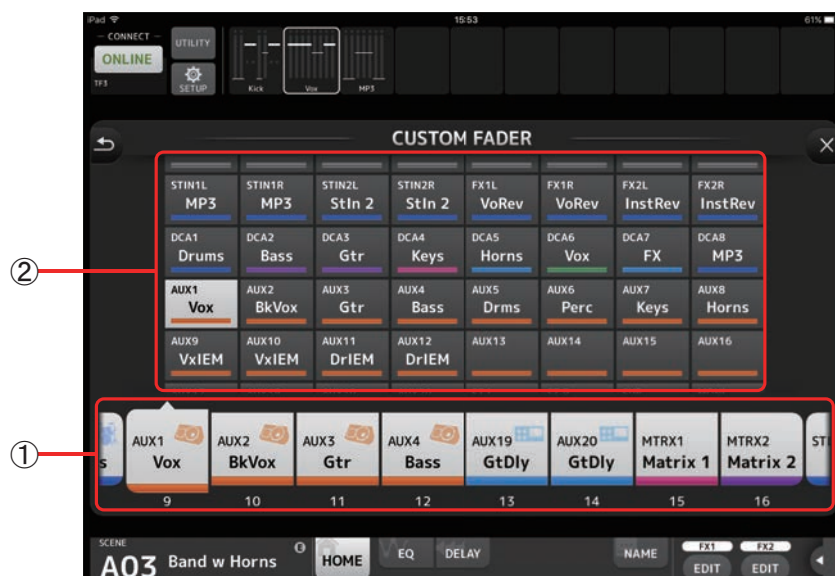 iPad 15:53 61%
CONNECT
ONLINE
TF3
UTILITY
SETUP
Kick Vox MP3
CUSTOM FADER
STIN1L STIN1R STIN2L STIN2R FX1L FX1R FX2L FX2R
MP3 MP3 StIn 2 StIn 2 VoRev VoRev InstRev InstRev
DCA1 DCA2 DCA3 DCA4 DCA5 DCA6 DCA7 DCA8
Drums Bass Gtr Keys Horns Vox FX MP3
AUX1 AUX2 AUX3 AUX4 AUX5 AUX6 AUX7 AUX8
Vox BkVox Gtr Bass Drms Perc Keys Horns
AUX9 AUX10 AUX11 AUX12 AUX13 AUX14 AUX15 AUX16
VxIEM VxIEM DrIEM DrIEM
②
①
AUX1 AUX2 AUX3 AUX4 AUX19 AUX20 MTRX1 MTRX2 STI
s Vox BkVox Gtr Bass GtDly GtDly Matrix 1 Matrix 2
9 10 11 12 13 14 15 16
SCENE
A03 Band w Horns E
HOME EQ DELAY NAME
FX1 FX2
EDIT EDIT